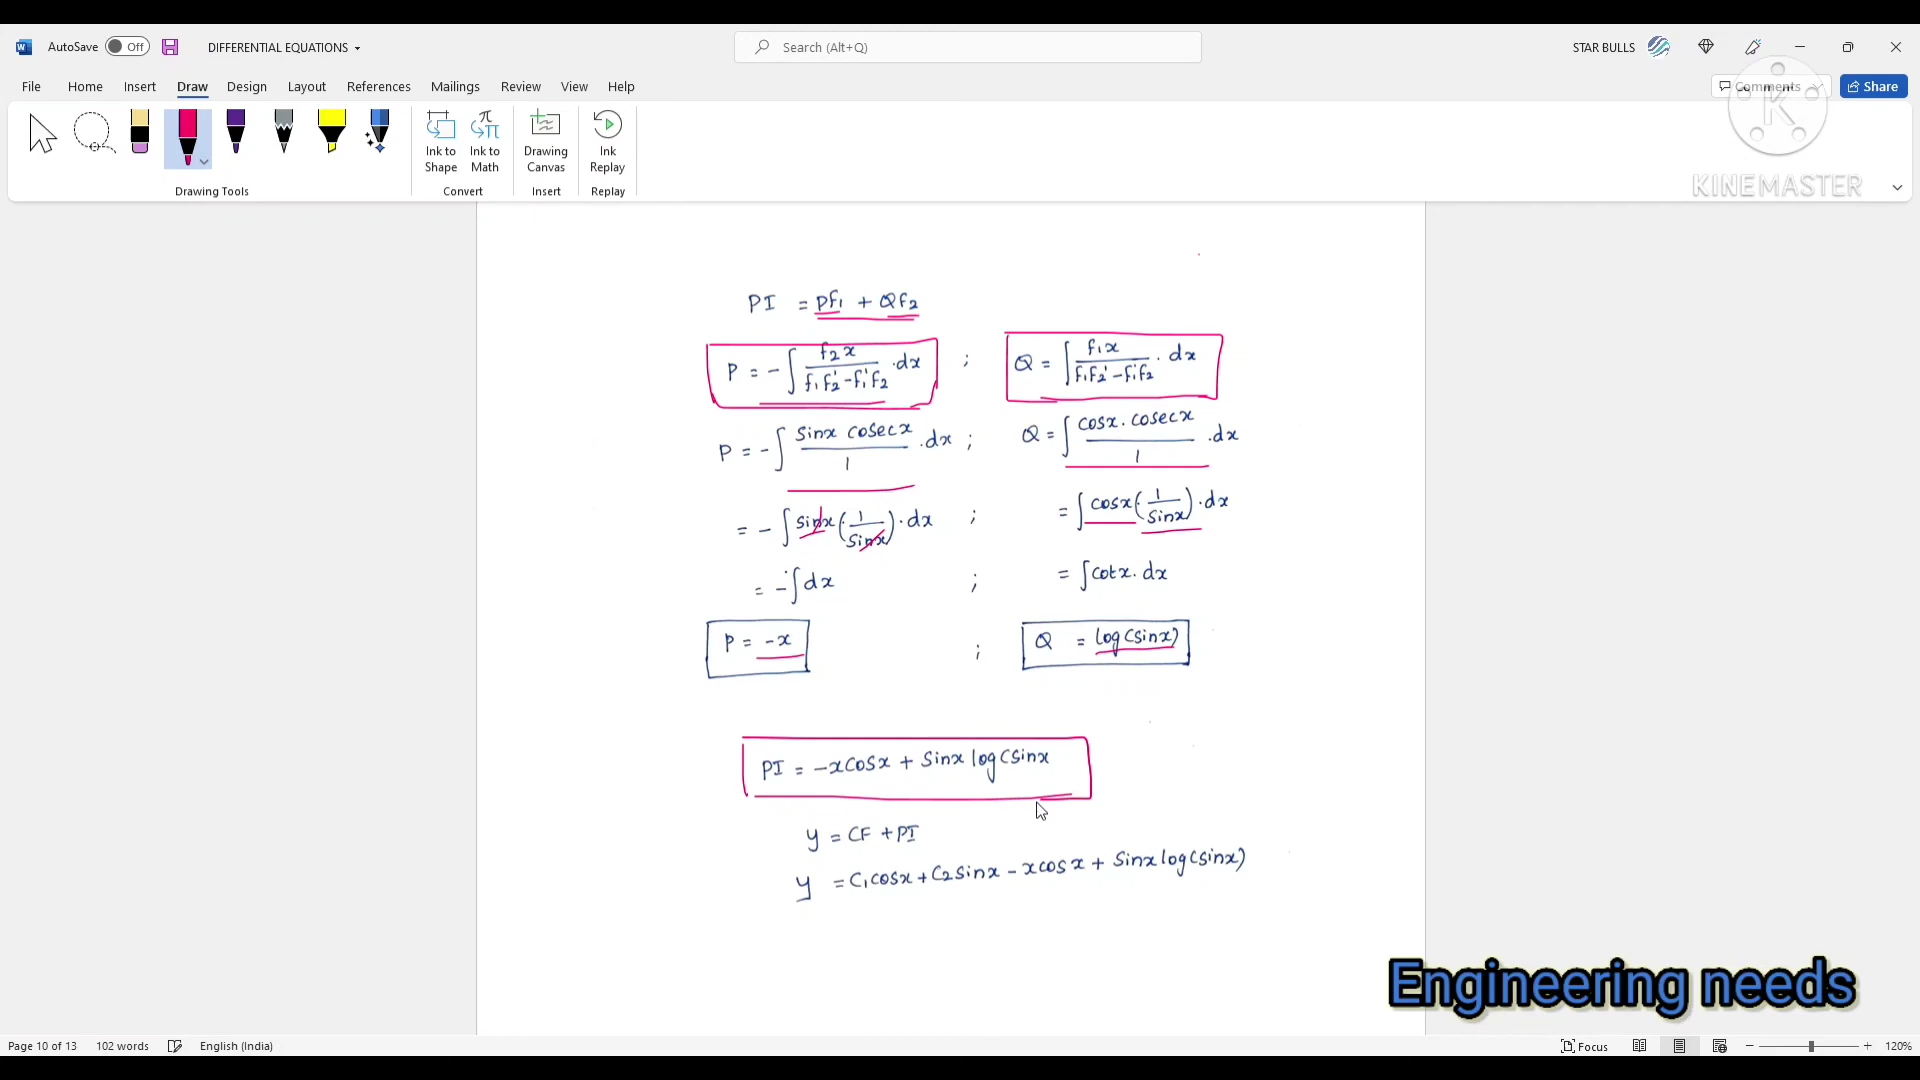 AutoSave Off DIFFERENTIAL EQUATIONS Search (Alt+Q) STAR BULLS
File Home Insert Draw Design Layout References Mailings Review View Help Comments Share
Ink to Shape Ink to Math Drawing Canvas Ink Replay
Drawing Tools Convert Insert Replay
K
KINEMASTER
PI = Pf₁ + Qf₂
P = -∫ f₂x / (f₁f₂' - f₁'f₂) · dx ; Q = ∫ f₁x / (f₁f₂' - f₁'f₂) · dx
P = -∫ sinx cosecx / 1 · dx ; Q = ∫ cosx · cosecx / 1 · dx
= -∫ sinx (1/sinx) · dx ; = ∫ cosx (1/sinx) · dx
= -∫ dx ; = ∫ cotx · dx
P = -x ; Q = log(sinx)
PI = -xcosx + sinx log(sinx
y = CF + PI
y = C₁cosx + C₂sinx - xcosx + sinx log(sinx)
Engineering needs
Page 10 of 13 102 words English (India) Focus 120%